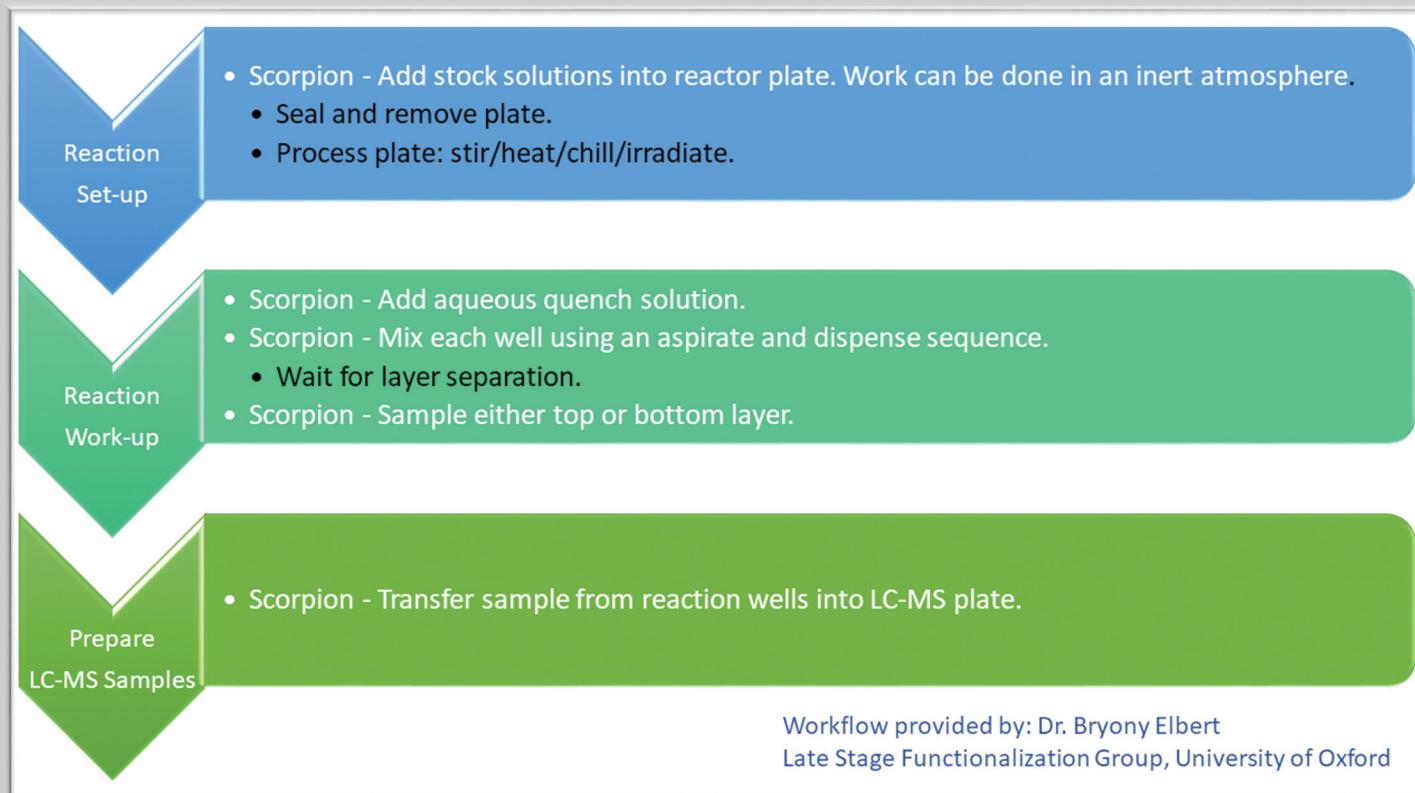 Reaction
Set-up
• Scorpion - Add stock solutions into reactor plate. Work can be done in an inert atmosphere.
• Seal and remove plate.
• Process plate: stir/heat/chill/irradiate.
Reaction
Work-up
• Scorpion - Add aqueous quench solution.
• Scorpion - Mix each well using an aspirate and dispense sequence.
• Wait for layer separation.
• Scorpion - Sample either top or bottom layer.
Prepare
LC-MS Samples
• Scorpion - Transfer sample from reaction wells into LC-MS plate.
Workflow provided by: Dr. Bryony Elbert
Late Stage Functionalization Group, University of Oxford